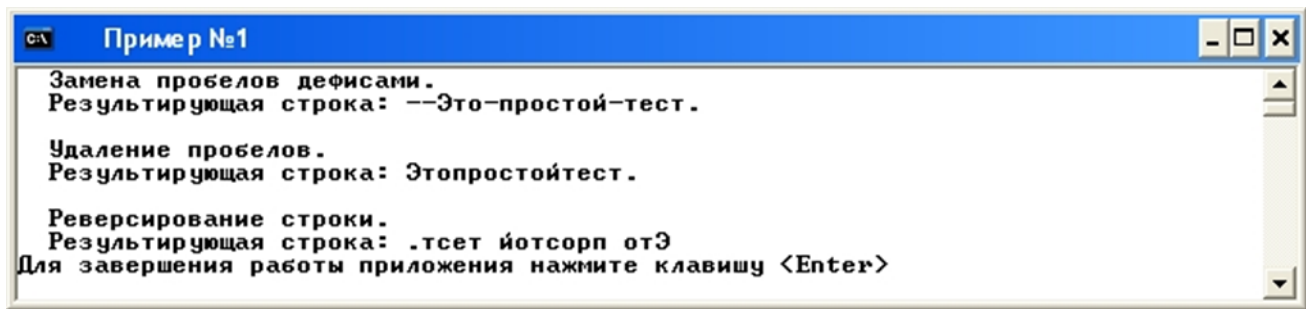 C:\ Пример №1
Замена пробелов дефисами.
Результирующая строка: --Это-простой-тест.
Удаление пробелов.
Результирующая строка: Этопростойтест.
Реверсирование строки.
Результирующая строка: .тсет йотсорп отЭ
Для завершения работы приложения нажмите клавишу <Enter>